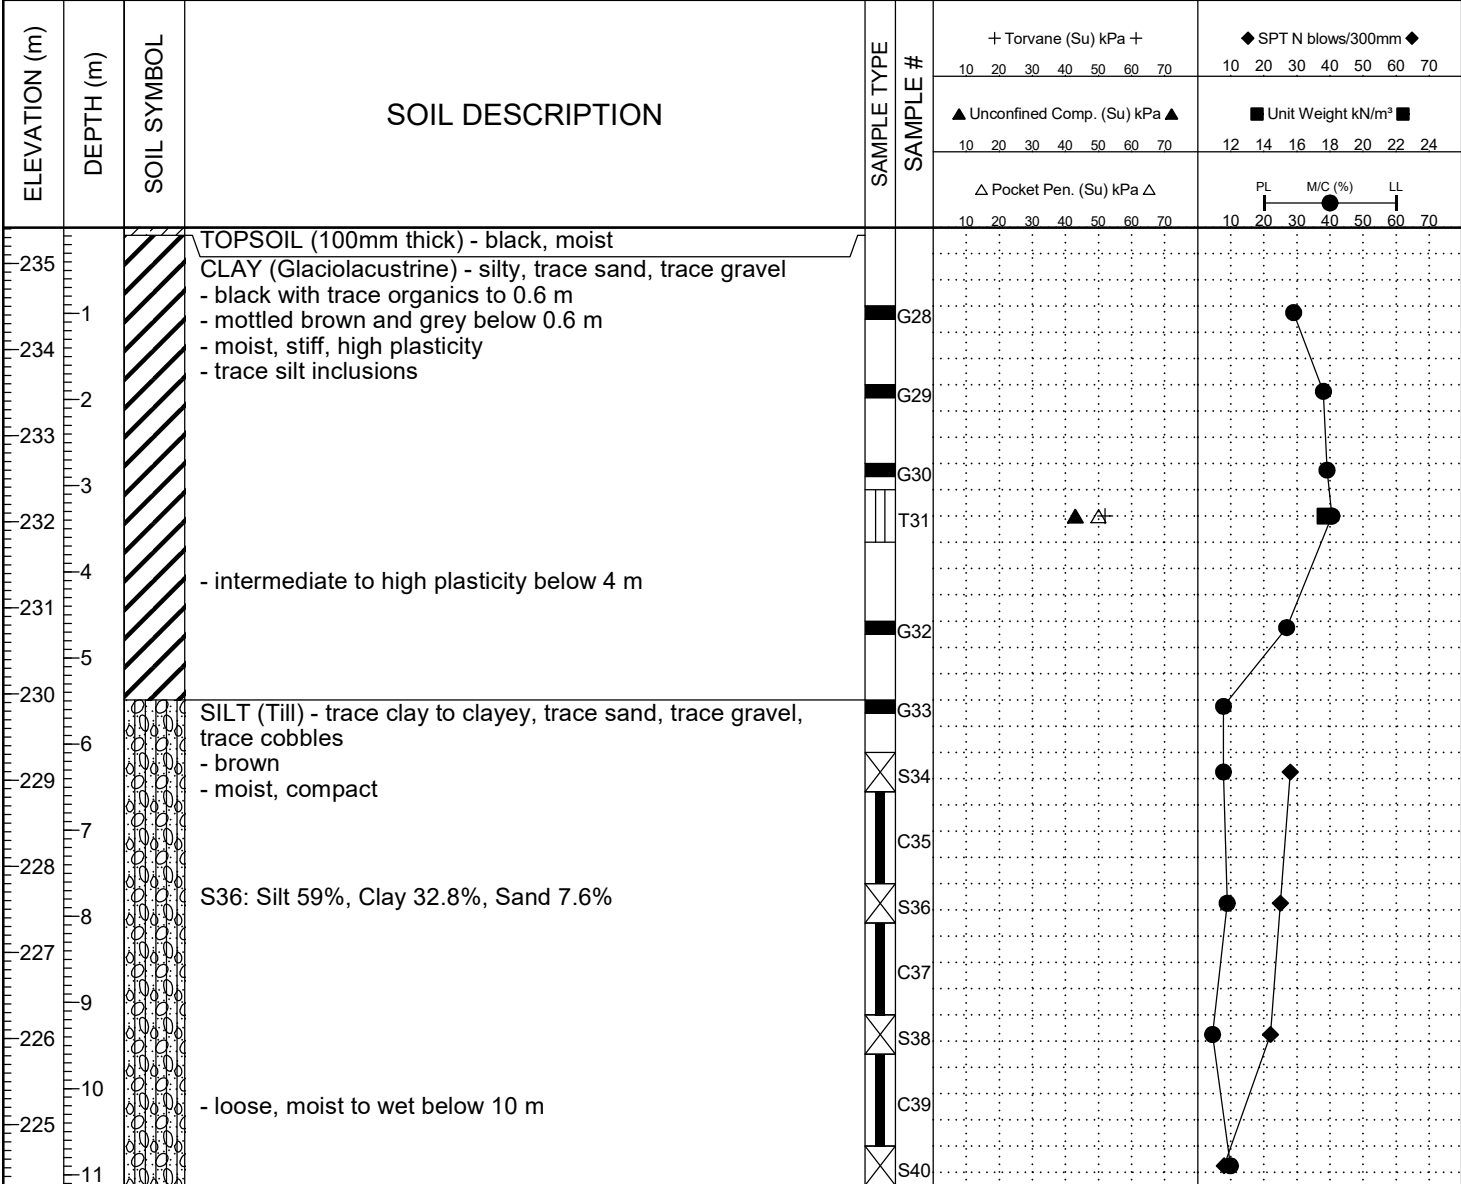 ELEVATION (m)
DEPTH (m)
SOIL SYMBOL
SOIL DESCRIPTION
SAMPLE TYPE
SAMPLE #
Torvane (Su) kPa
10 20 30 40 50 60 70
Unconfined Comp. (Su) kPa
10 20 30 40 50 60 70
Pocket Pen. (Su) kPa
10 20 30 40 50 60 70
SPT N blows/300mm
10 20 30 40 50 60 70
Unit Weight kN/m³
12 14 16 18 20 22 24
PL M/C (%) LL
10 20 30 40 50 60 70
TOPSOIL (100mm thick) - black, moist
235
CLAY (Glaciolacustrine) - silty, trace sand, trace gravel
- black with trace organics to 0.6 m
1
G28
- mottled brown and grey below 0.6 m
234
- moist, stiff, high plasticity
- trace silt inclusions
2
G29
233
G30
3
232
T31
4
- intermediate to high plasticity below 4 m
231
G32
5
230
SILT (Till) - trace clay to clayey, trace sand, trace gravel,
G33
trace cobbles
6
- brown
229
S34
- moist, compact
7
C35
228
S36: Silt 59%, Clay 32.8%, Sand 7.6%
S36
8
227
C37
9
226
S38
10
- loose, moist to wet below 10 m
C39
225
S40
11